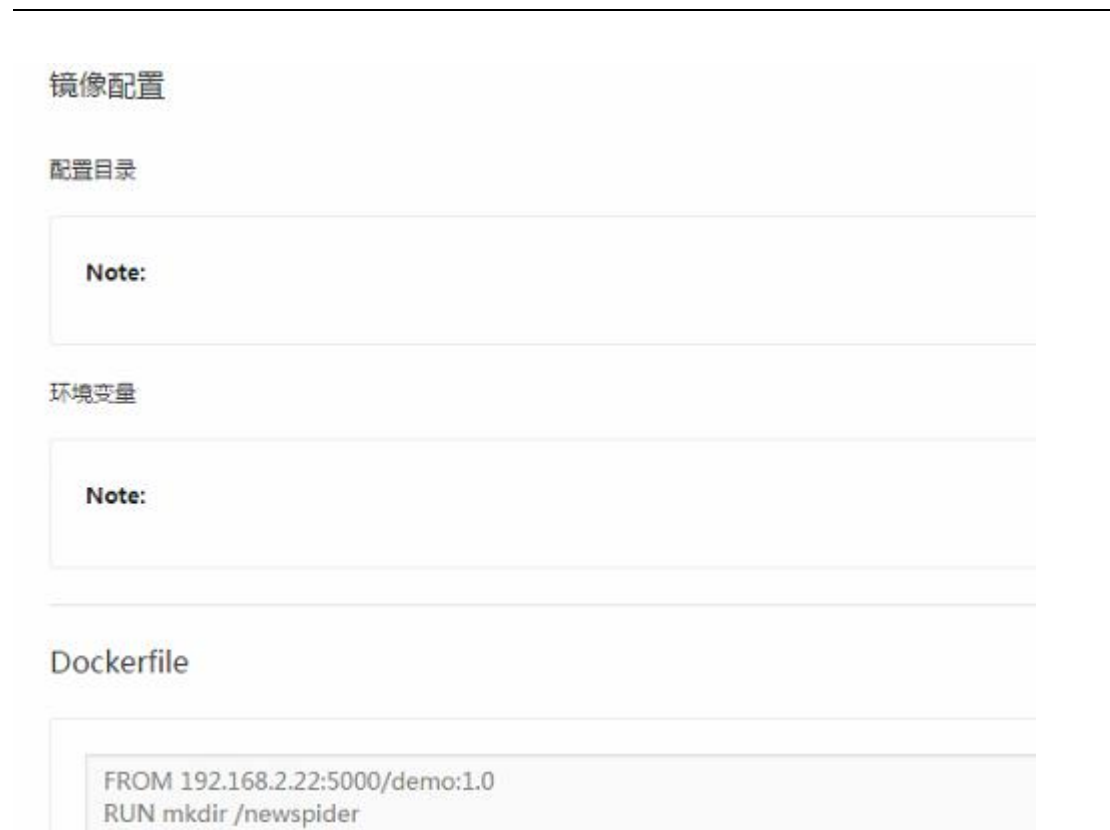 镜像配置
配置目录
Note:
环境变量
Note:
Dockerfile
FROM 192.168.2.22:5000/demo:1.0
RUN mkdir /newspider